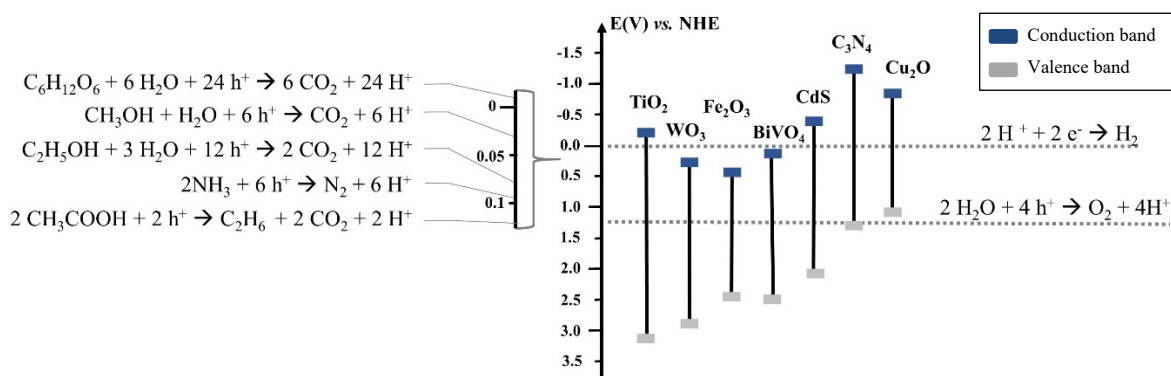 E(V) vs. NHE
Conduction band
Valence band
C₆H₁₂O₆ + 6 H₂O + 24 h⁺ → 6 CO₂ + 24 H⁺
CH₃OH + H₂O + 6 h⁺ → CO₂ + 6 H⁺
C₂H₅OH + 3 H₂O + 12 h⁺ → 2 CO₂ + 12 H⁺
2NH₃ + 6 h⁺ → N₂ + 6 H⁺
2 CH₃COOH + 2 h⁺ → C₂H₆ + 2 CO₂ + 2 H⁺
0
0.05
0.1
-1.5
-1.0
-0.5
0.0
0.5
1.0
1.5
2.0
2.5
3.0
3.5
TiO₂
WO₃
Fe₂O₃
BiVO₄
CdS
C₃N₄
Cu₂O
2 H ⁺ + 2 e⁻ → H₂
2 H₂O + 4 h⁺ → O₂ + 4H⁺